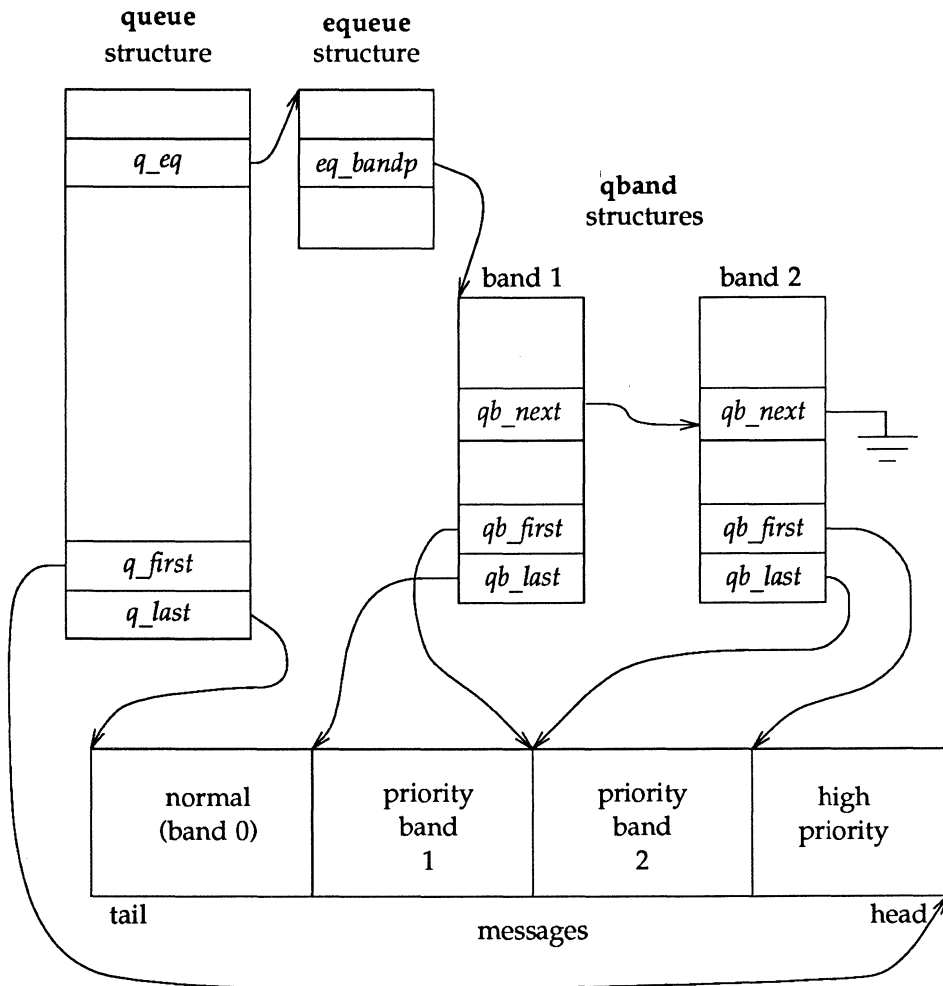 queue
structure
equeue
structure
q_eq
eq_bandp
qband
structures
band 1
band 2
qb_next
qb_next
qb_first
qb_first
q_first
qb_last
qb_last
q_last
normal
(band 0)
priority
band
1
priority
band
2
high
priority
tail
messages
head